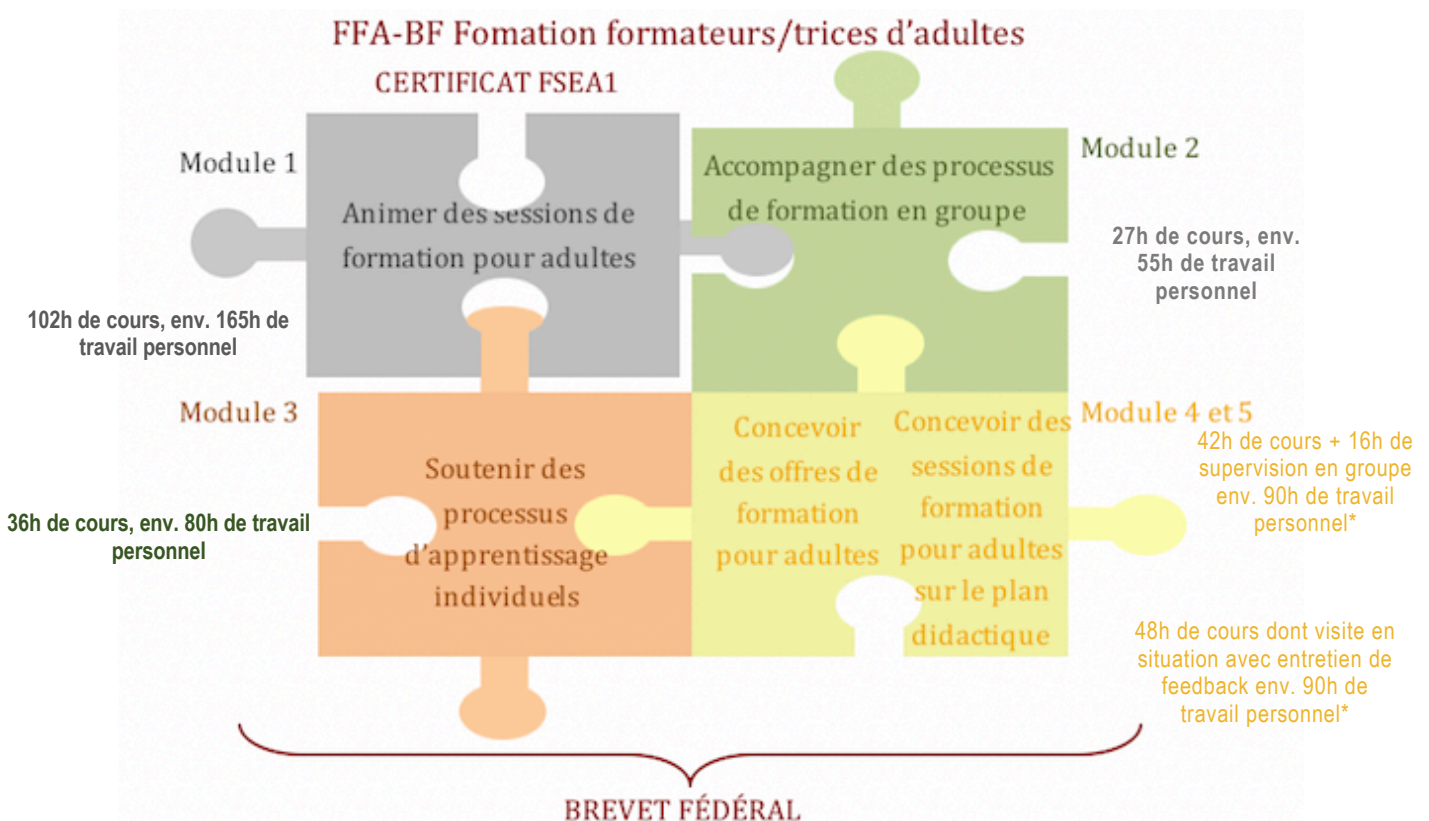 FFA-BF Fomation formateurs/trices d'adultes
CERTIFICAT FSEA1
Module 1
Animer des sessions de
formation pour adultes
102h de cours, env. 165h de
travail personnel
Module 2
Accompagner des processus
de formation en groupe
27h de cours, env.
55h de travail
personnel
Module 3
Soutenir des
processus
d'apprentissage
individuels
36h de cours, env. 80h de travail
personnel
Module 4 et 5
Concevoir
des offres de
formation
pour adultes
Concevoir des
sessions de
formation
pour adultes
sur le plan
didactique
42h de cours + 16h de
supervision en groupe
env. 90h de travail
personnel*
48h de cours dont visite en
situation avec entretien de
feedback env. 90h de
travail personnel*
BREVET FÉDÉRAL